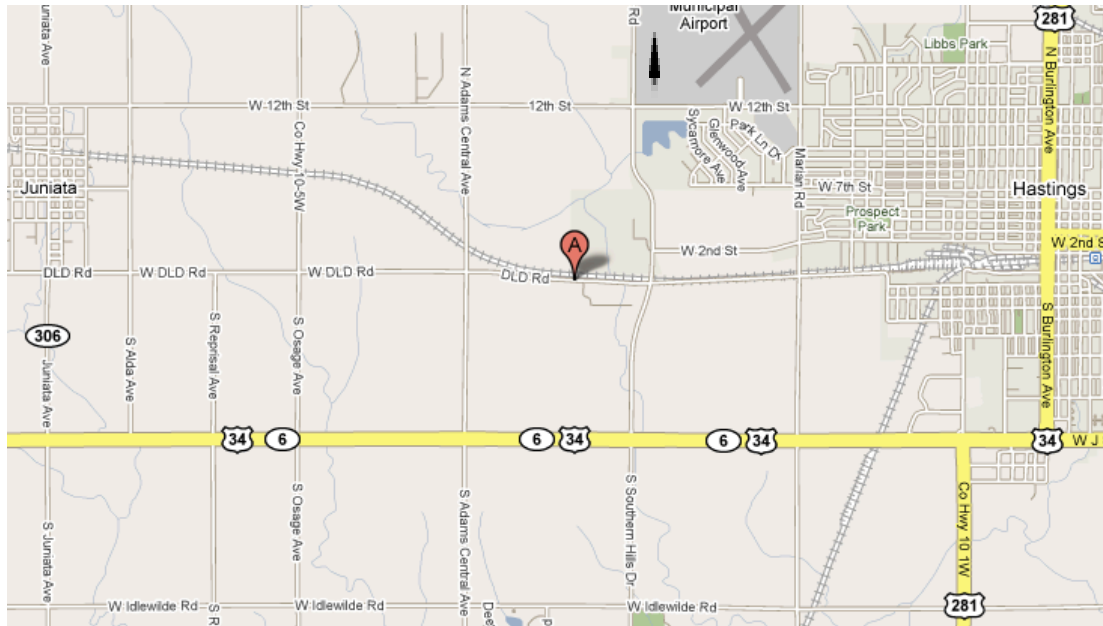 Juniata Ave
Co Hwy 10-5W
N Adams Central Ave
Rd
Municipal
Airport
281
Libbs Park
N Burlington Ave
W 12th St
12th St
W 12th St
Sycamore Ave
Glenwood Ave
Park Ln Dr
Marian Rd
W 7th St
Juniata
Hastings
Prospect
Park
W 2nd St
W 2nd S
A
DLD Rd
W DLD Rd
W DLD Rd
DLD Rd
306
Juniata Ave
S Alda Ave
S Reprisal Ave
S Osage Ave
S Burlington Ave
34
6
6
34
6
34
34
W J
S Juniata Ave
S R
S Osage Ave
S Adams Central Ave
S Southern Hills Dr
Co Hwy 10 1W
281
W Idlewilde Rd
W Idlewilde Rd
W Idlewilde Rd
Dee
p